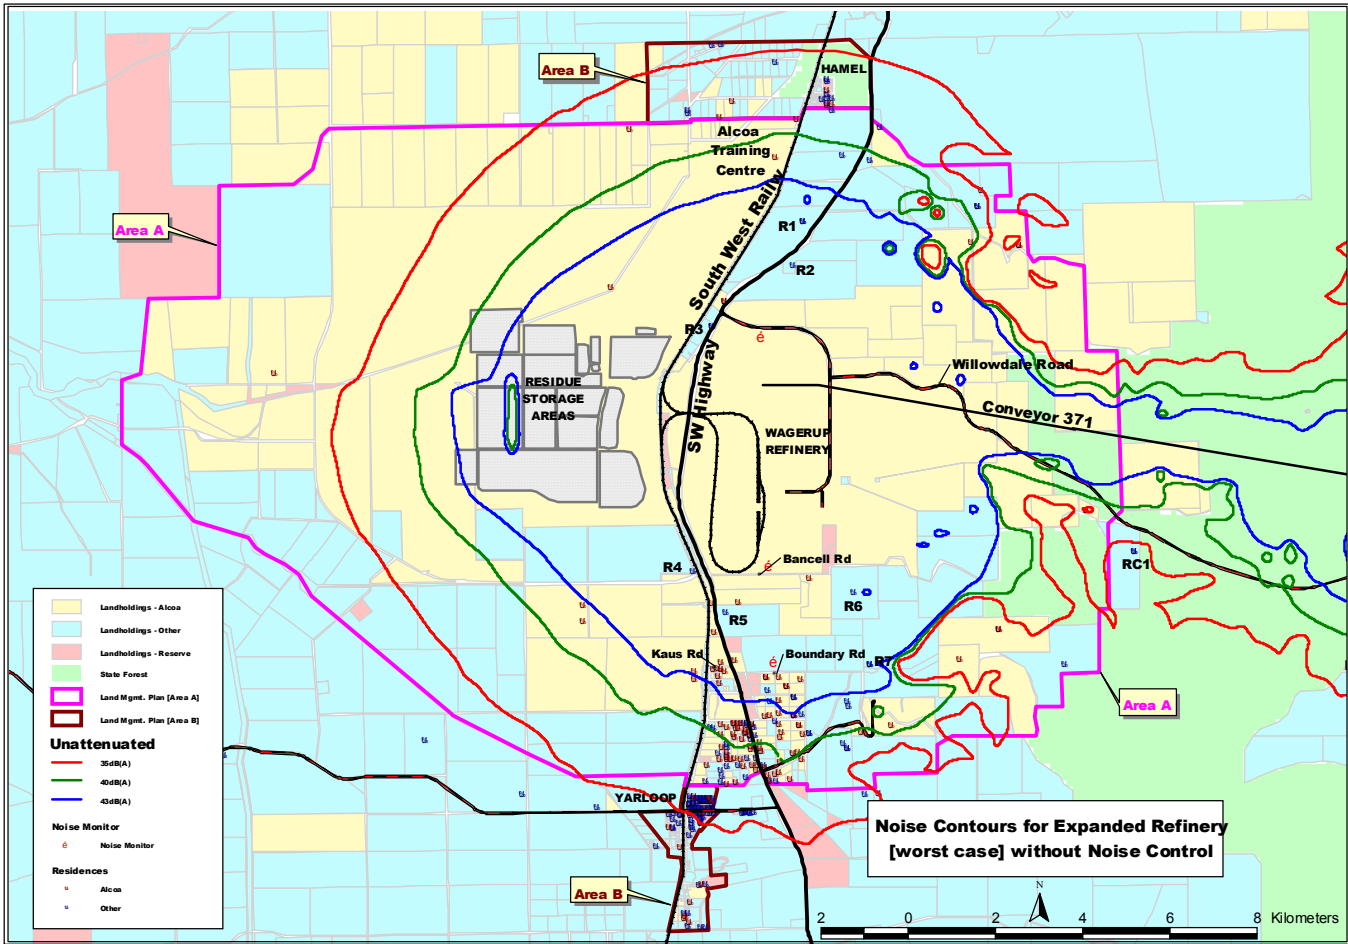 Area B
HAMEL
Alcoa
Training
Centre
Area A
South West Railw
R1
R2
R3
é
SW Highway
Willowdale Road
Conveyor 371
RESIDUE
STORAGE
AREAS
WAGERUP
REFINERY
R4
é
Bancell Rd
RC1
R6
R5
Kaus Rd
é
Boundary Rd
R7
Area A
YARLOOP
Area B
Landholdings - Alcoa
Landholdings - Other
Landholdings - Reserve
State Forest
Land Mgmt. Plan [Area A]
Land Mgmt. Plan [Area B]
Unattenuated
35dB(A)
40dB(A)
43dB(A)
Noise Monitor
é Noise Monitor
Residences
u Alcoa
u Other
Noise Contours for Expanded Refinery
[worst case] without Noise Control
N
2 0 2 4 6 8 Kilometers